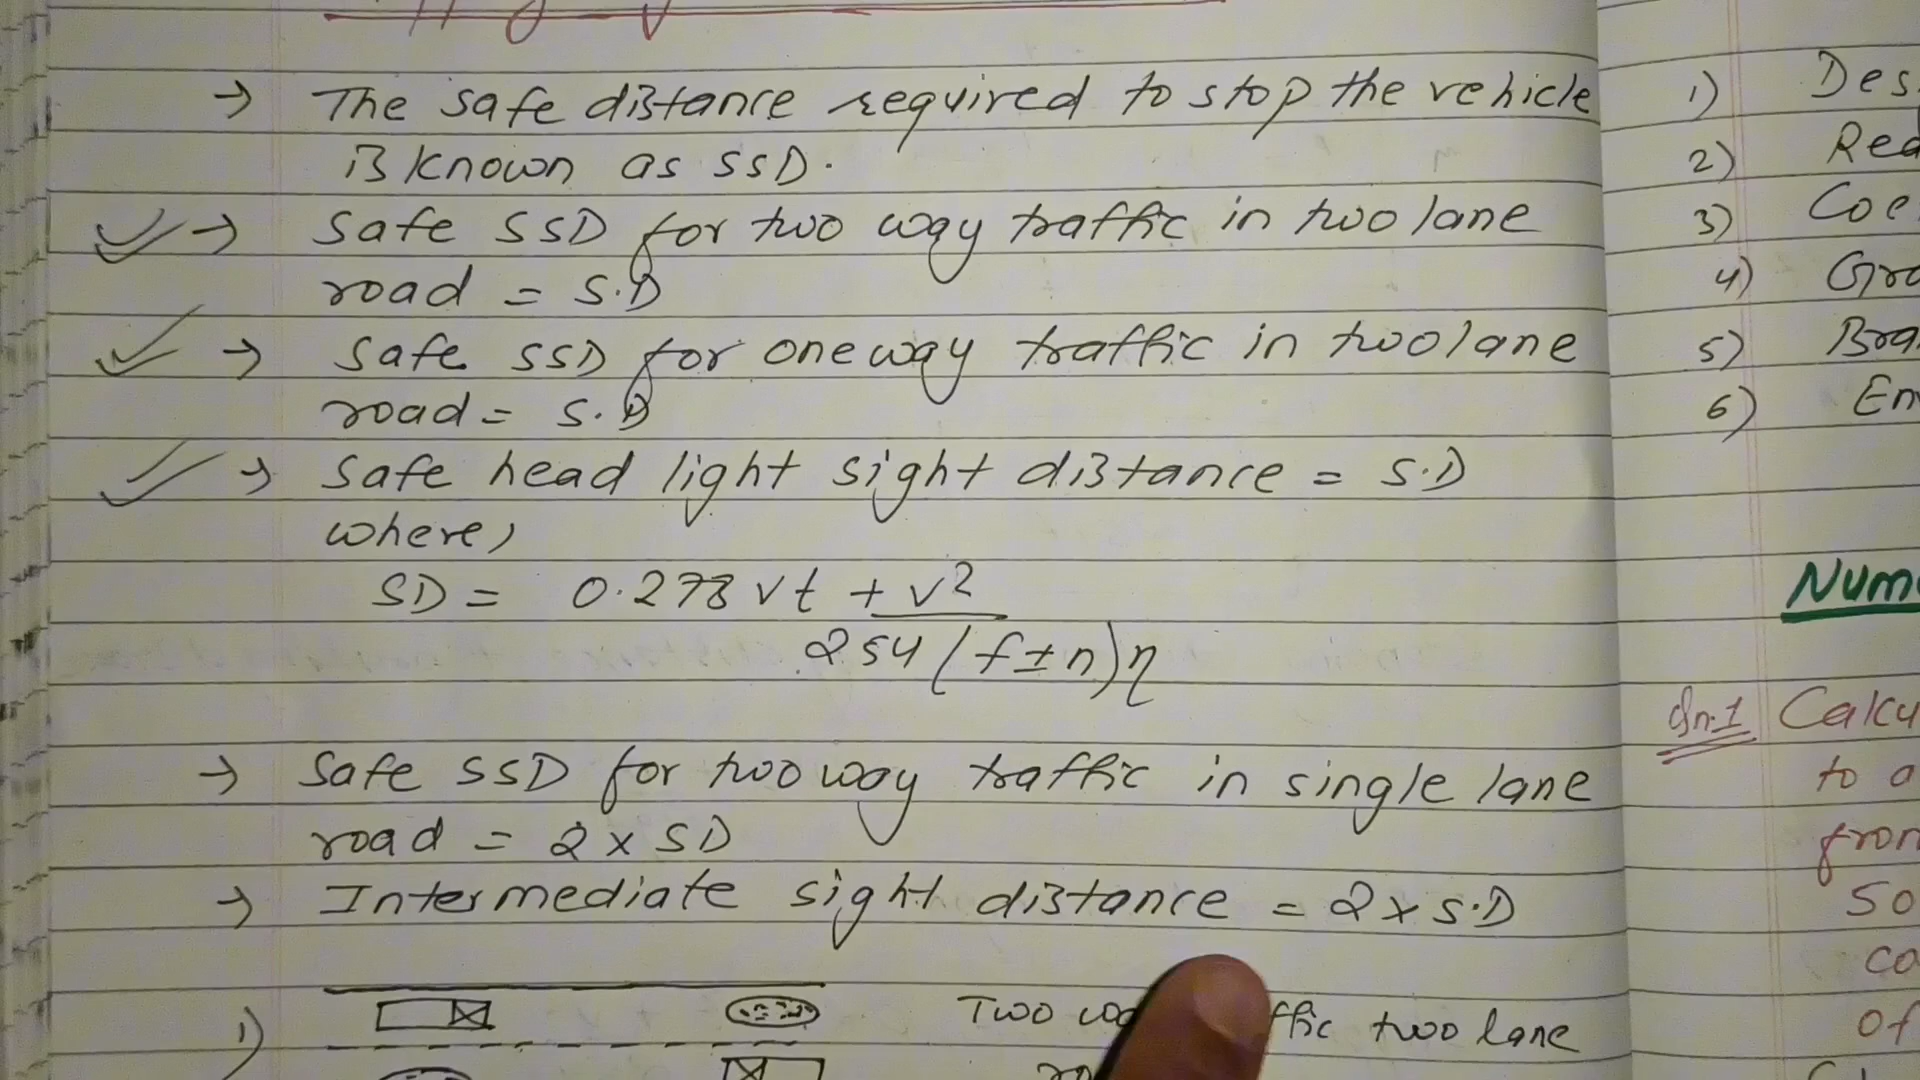 → The safe distance required to stop the vehicle
is known as SSD.
→ Safe SSD for two way traffic in two lane
road = S.D
→ Safe SSD for one way traffic in two lane
road = S.D
→ Safe head light sight distance = S.D
where,
SD = 0.278 vt + v²
254 (f ± n) η
→ Safe SSD for two way traffic in single lane
road = 2 x SD
→ Intermediate sight distance = 2 x S.D
1) Two ffic two lane
1) Des
2) Rea
3) Coe
4) Gra
5) Bra
6) En
Num
Qn.1 Calcu
to a
from
So
co
of